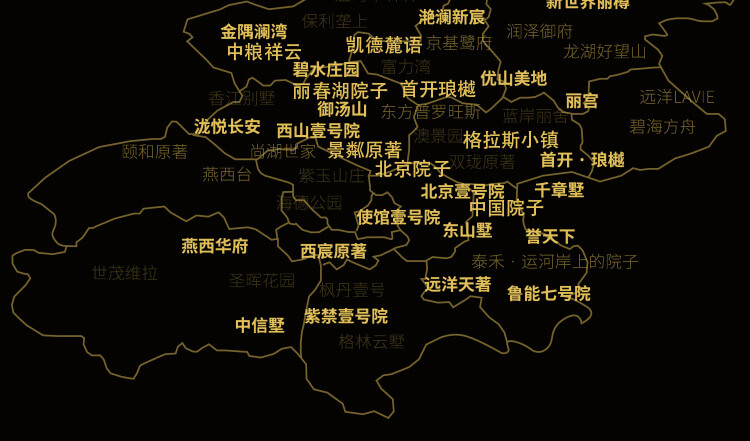 新世界丽樽
滟澜新宸
保利垄上
金隅澜湾
润泽御府
凯德麓语
京基鹭府
中粮祥云
龙湖好望山
碧水庄园
富力湾
优山美地
丽春湖院子
首开琅樾
香江别墅
丽宫
远洋LAVIE
御汤山
东方普罗旺斯
蓝岸丽舍
泷悦长安
西山壹号院
碧海方舟
澳景园
格拉斯小镇
颐和原著
尚湖世家
景粼原著
双珑原著
首开·琅樾
北京院子
燕西台
紫玉山庄
北京壹号院
千章墅
海德公园
中国院子
使馆壹号院
东山墅
誉天下
燕西华府
西宸原著
泰禾·运河岸上的院子
世茂维拉
圣晖花园
枫丹壹号
远洋天著
鲁能七号院
中信墅
紫禁壹号院
格林云墅